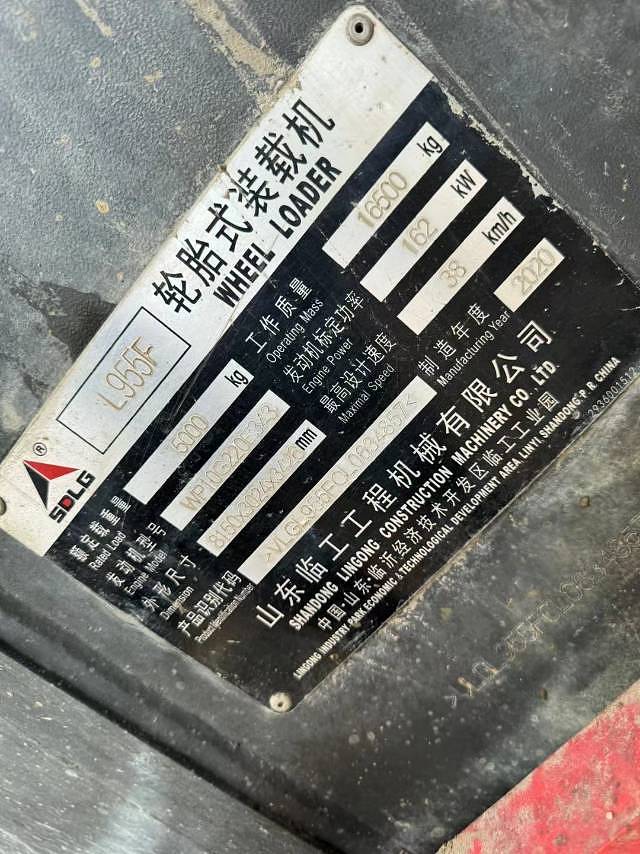 SDLG
®
L955F
轮胎式装载机
WHEEL LOADER
额定载重量
Rated Load
5000 kg
工作质量
Operating Mass
16500 kg
发动机型号
Engine Model
WP10G220E343
发动机标定功率
Engine Power
162 kW
外形尺寸
Dimension
8150×3024×3426 mm
最高设计速度
Maximal Speed
38 km/h
产品识别代码
Product Identification Number
制造年度
Manufacturing Year
2020
山东临工工程机械有限公司
SHANDONG LINGONG CONSTRUCTION MACHINERY CO., LTD.
中国·山东·临沂经济技术开发区临工工业园
LINGONG INDUSTRY PARK ECONOMIC & TECHNOLOGICAL DEVELOPMENT AREA, LINYI SHANDONG·P. R. CHINA